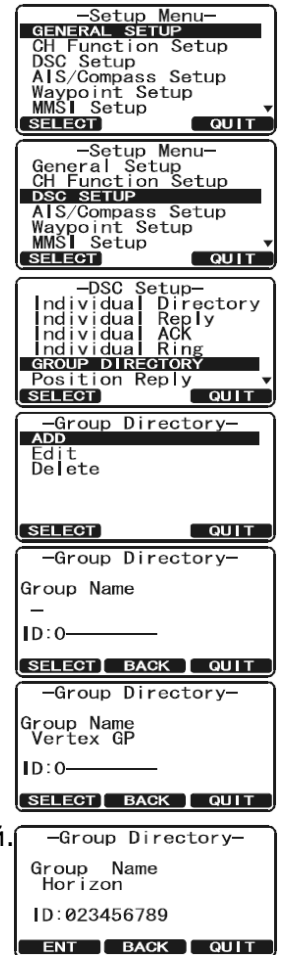 —Setup Menu—
GENERAL SETUP
CH Function Setup
DSC Setup
AIS/Compass Setup
Waypoint Setup
MMSI Setup ▼
SELECT QUIT
—Setup Menu—
General Setup
CH Function Setup
DSC SETUP
AIS/Compass Setup
Waypoint Setup
MMSI Setup ▼
SELECT QUIT
—DSC Setup—
Individual Directory
Individual Reply
Individual ACK
Individual Ring
GROUP DIRECTORY
Position Reply ▼
SELECT QUIT
—Group Directory—
ADD
Edit
Delete
SELECT QUIT
—Group Directory—
Group Name
_
ID:0————————
SELECT BACK QUIT
—Group Directory—
Group Name
Vertex GP
ID:0————————
SELECT BACK QUIT
й.
—Group Directory—
Group Name
Horizon
ID:023456789
ENT BACK QUIT